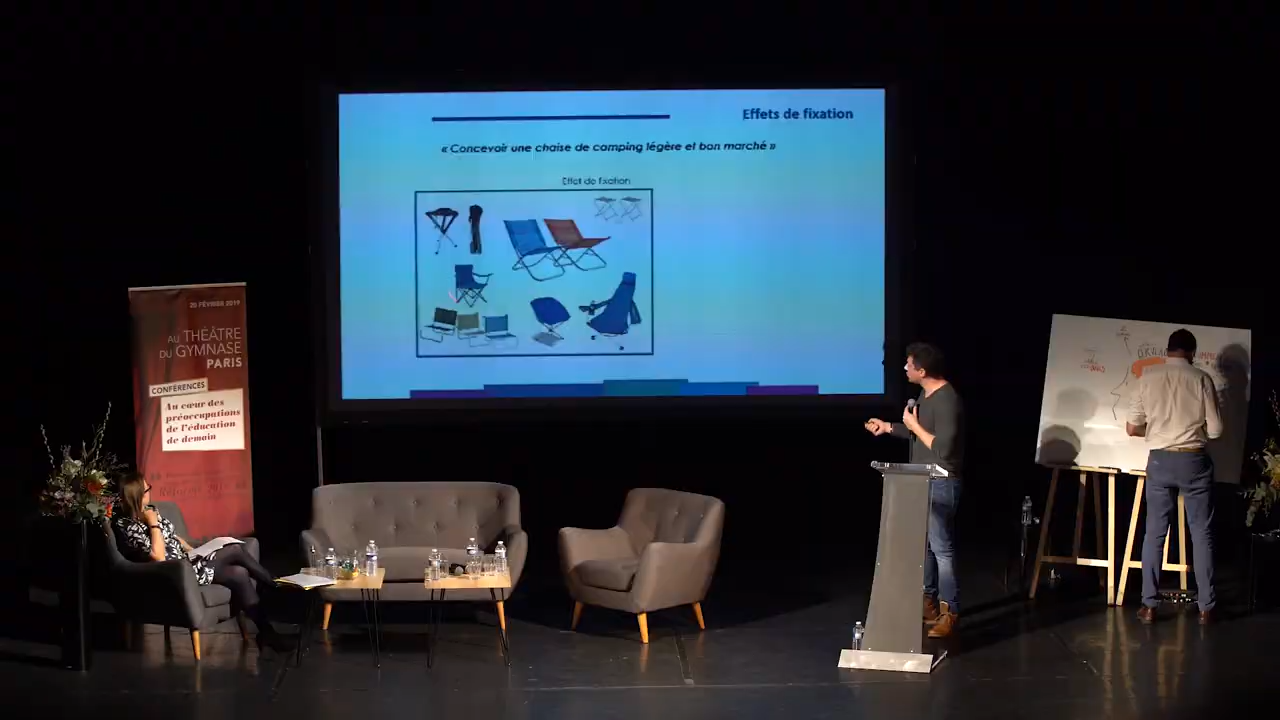 Effets de fixation
« Concevoir une chaise de camping légère et bon marché »
Effet de fixation
20 FÉVRIER 2019
AU THÉÂTRE
DU GYMNASE
PARIS
CONFÉRENCES
Au cœur des
préoccupations
de l'éducation
de demain